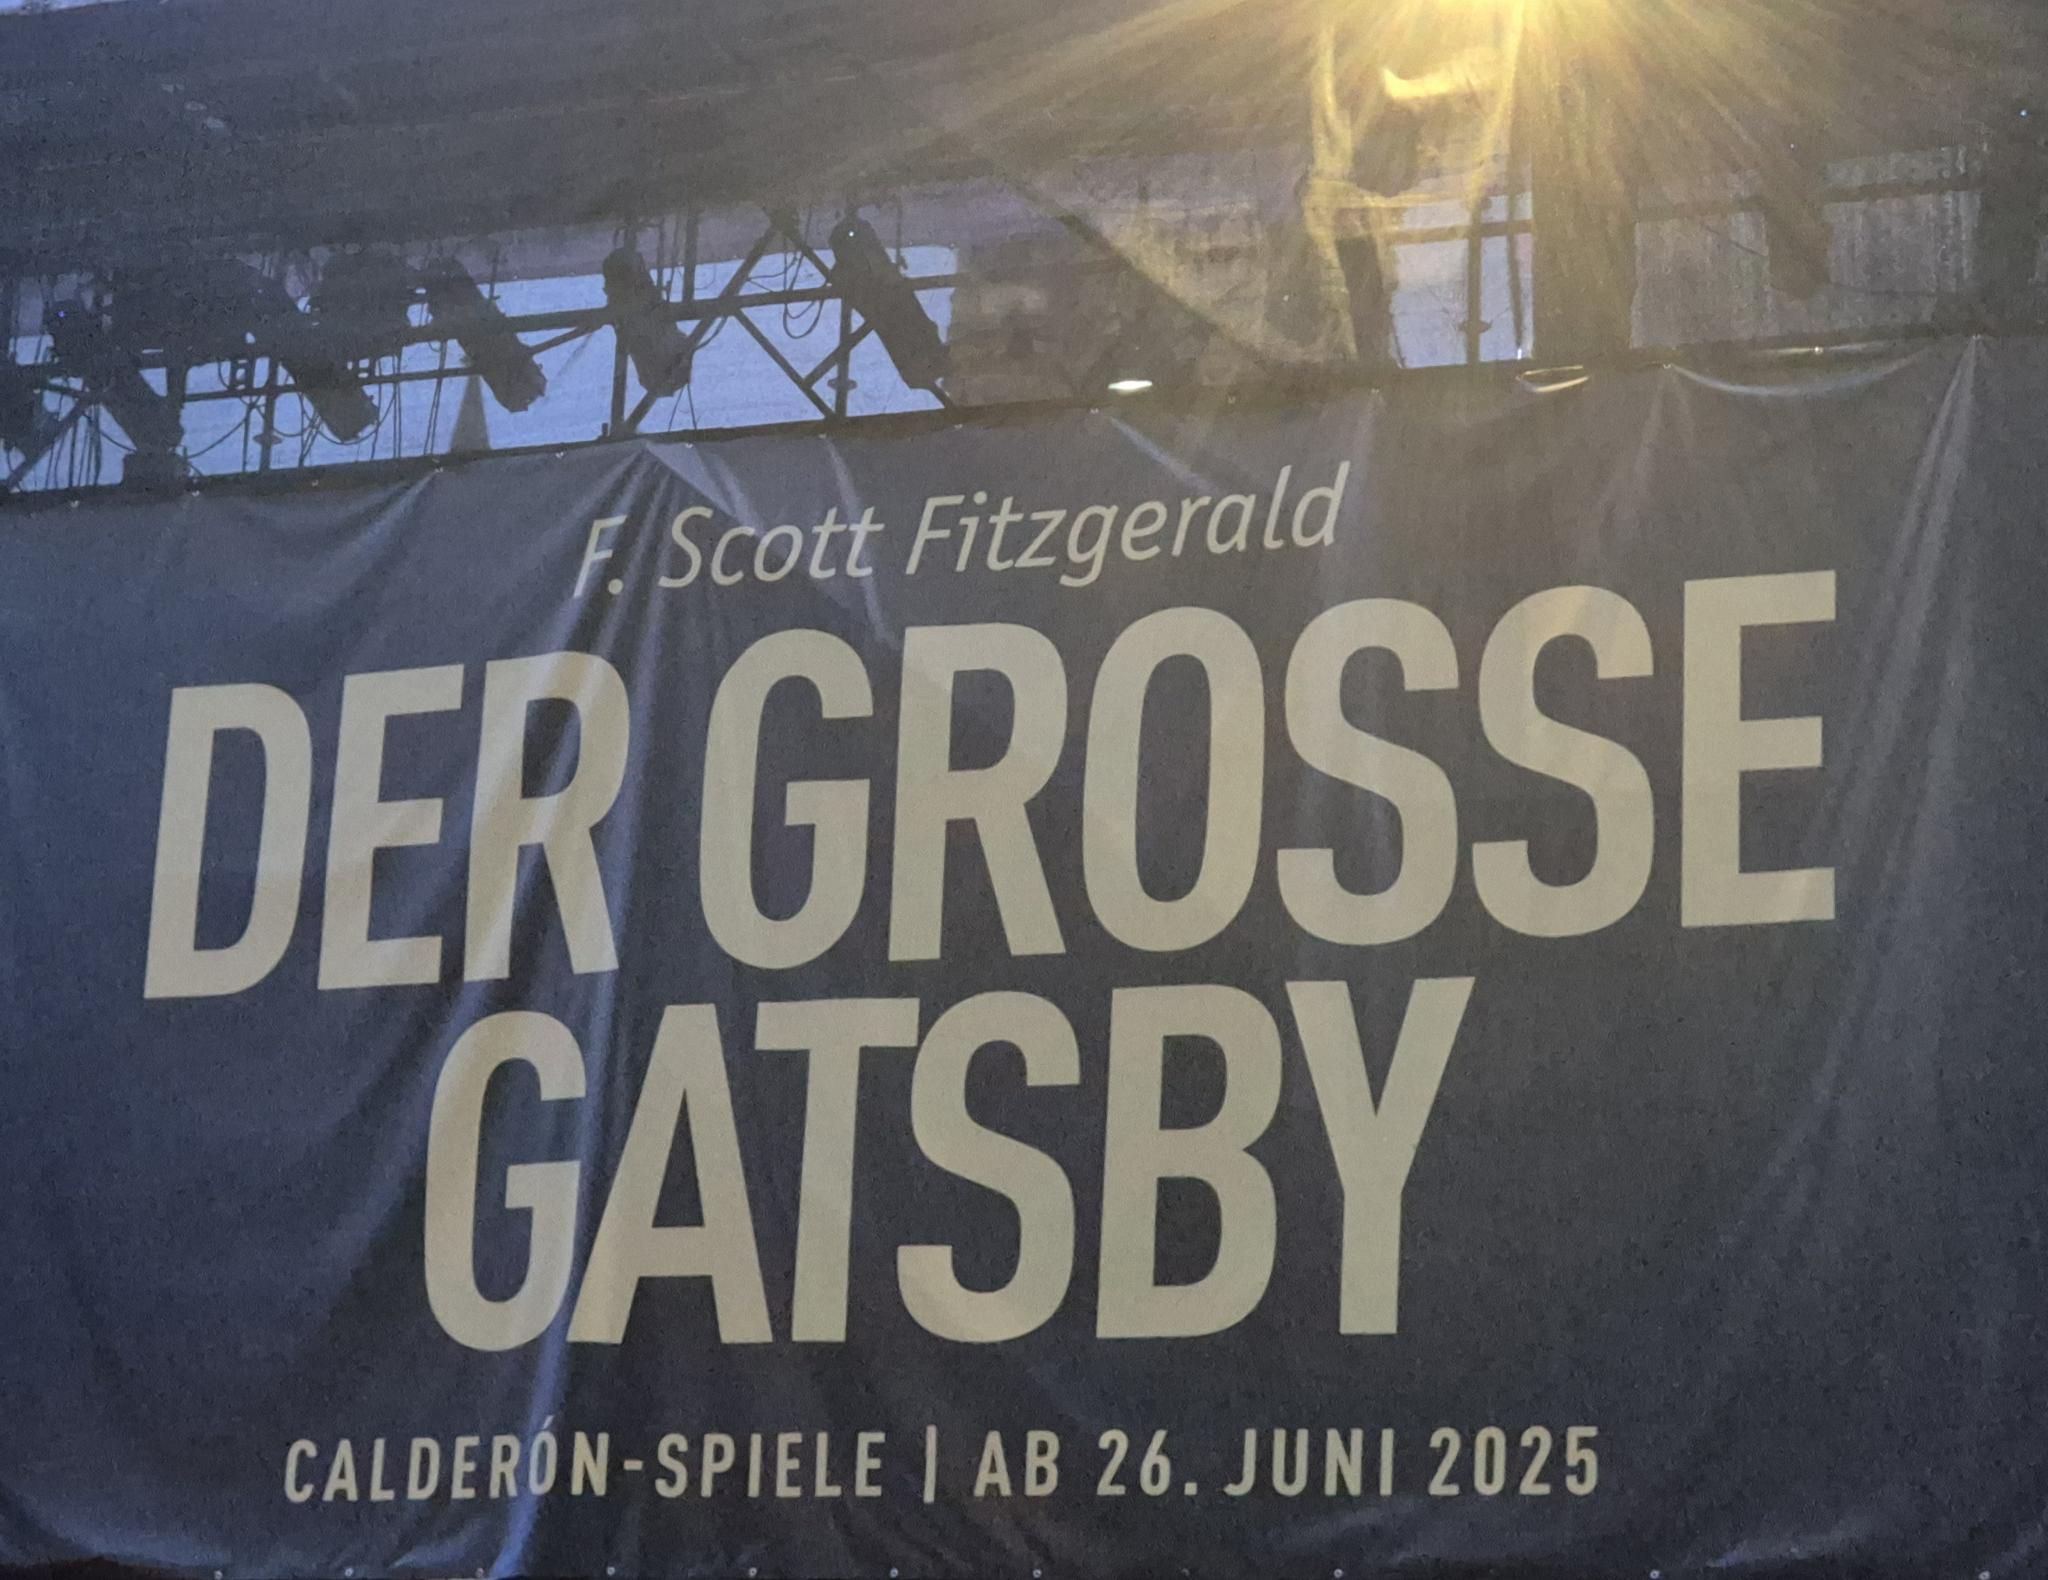 F. Scott Fitzgerald
DER GROSSE
GATSBY
CALDERÓN-SPIELE | AB 26. JUNI 2025